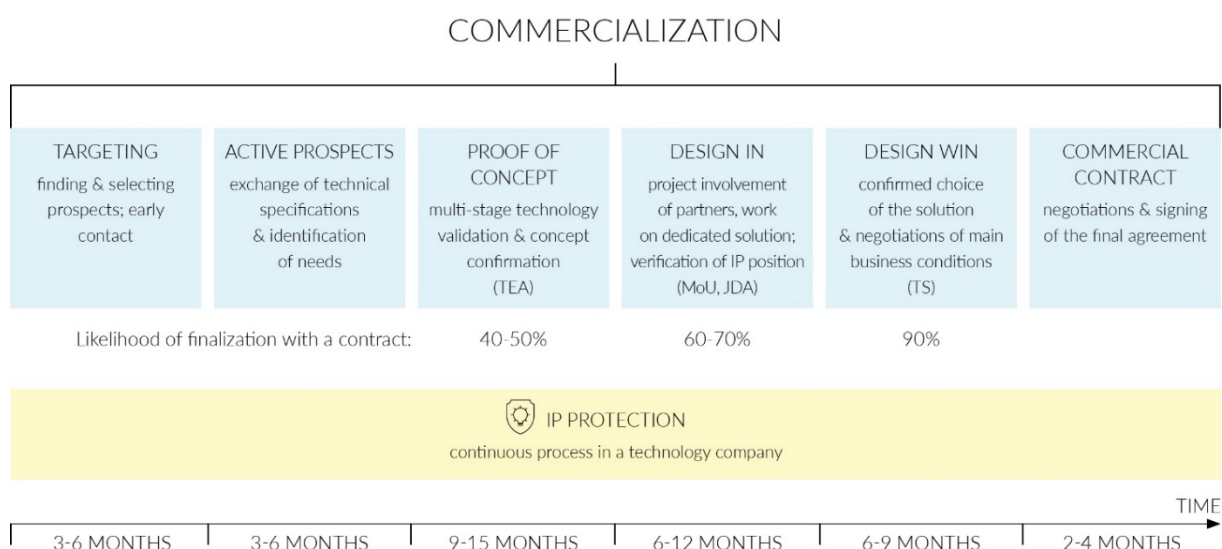 COMMERCIALIZATION
TARGETING
finding & selecting
prospects; early
contact
ACTIVE PROSPECTS
exchange of technical
specifications
& identification
of needs
PROOF OF
CONCEPT
multi-stage technology
validation & concept
confirmation
(TEA)
DESIGN IN
project involvement
of partners, work
on dedicated solution;
verification of IP position
(MoU, JDA)
DESIGN WIN
confirmed choice
of the solution
& negotiations of main
business conditions
(TS)
COMMERCIAL
CONTRACT
negotiations & signing
of the final agreement
Likelihood of finalization with a contract: 40-50% 60-70% 90%
IP PROTECTION
continuous process in a technology company
TIME
3-6 MONTHS 3-6 MONTHS 9-15 MONTHS 6-12 MONTHS 6-9 MONTHS 2-4 MONTHS